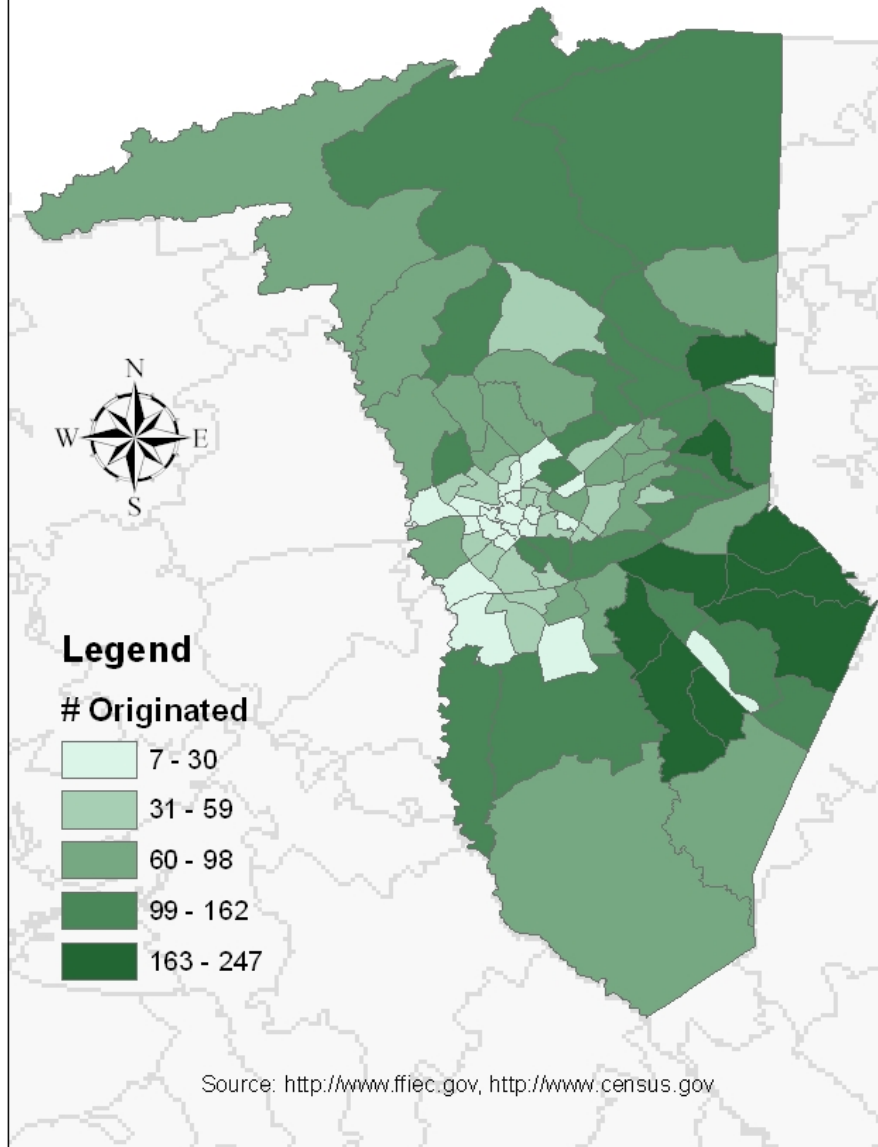 N
W
E
S
Legend
# Originated
7 - 30
31 - 59
60 - 98
99 - 162
163 - 247
Source: http://www.ffiec.gov, http://www.census.gov